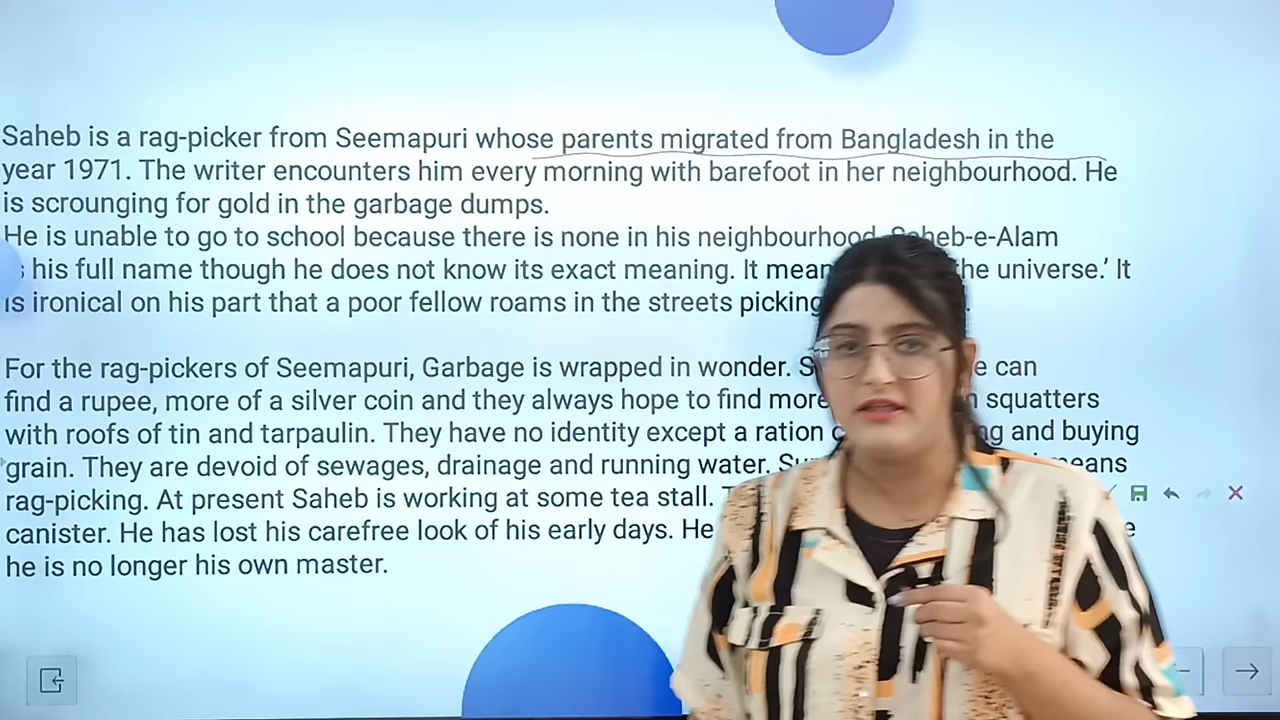 Saheb is a rag-picker from Seemapuri whose parents migrated from Bangladesh in the
year 1971. The writer encounters him every morning with barefoot in her neighbourhood. He
is scrounging for gold in the garbage dumps.
He is unable to go to school because there is none in his neighbourhood. Saheb-e-Alam
his full name though he does not know its exact meaning. It the universe.’ It
is ironical on his part that a poor fellow roams in the streets picking
For the rag-pickers of Seemapuri, Garbage is wrapped in wonder. can
find a rupee, more of a silver coin and they always hope to find more squatters
with roofs of tin and tarpaulin. They have no identity except a ration and buying
grain. They are devoid of sewages, drainage and running water. means
rag-picking. At present Saheb is working at some tea stall.
canister. He has lost his carefree look of his early days. He
he is no longer his own master.